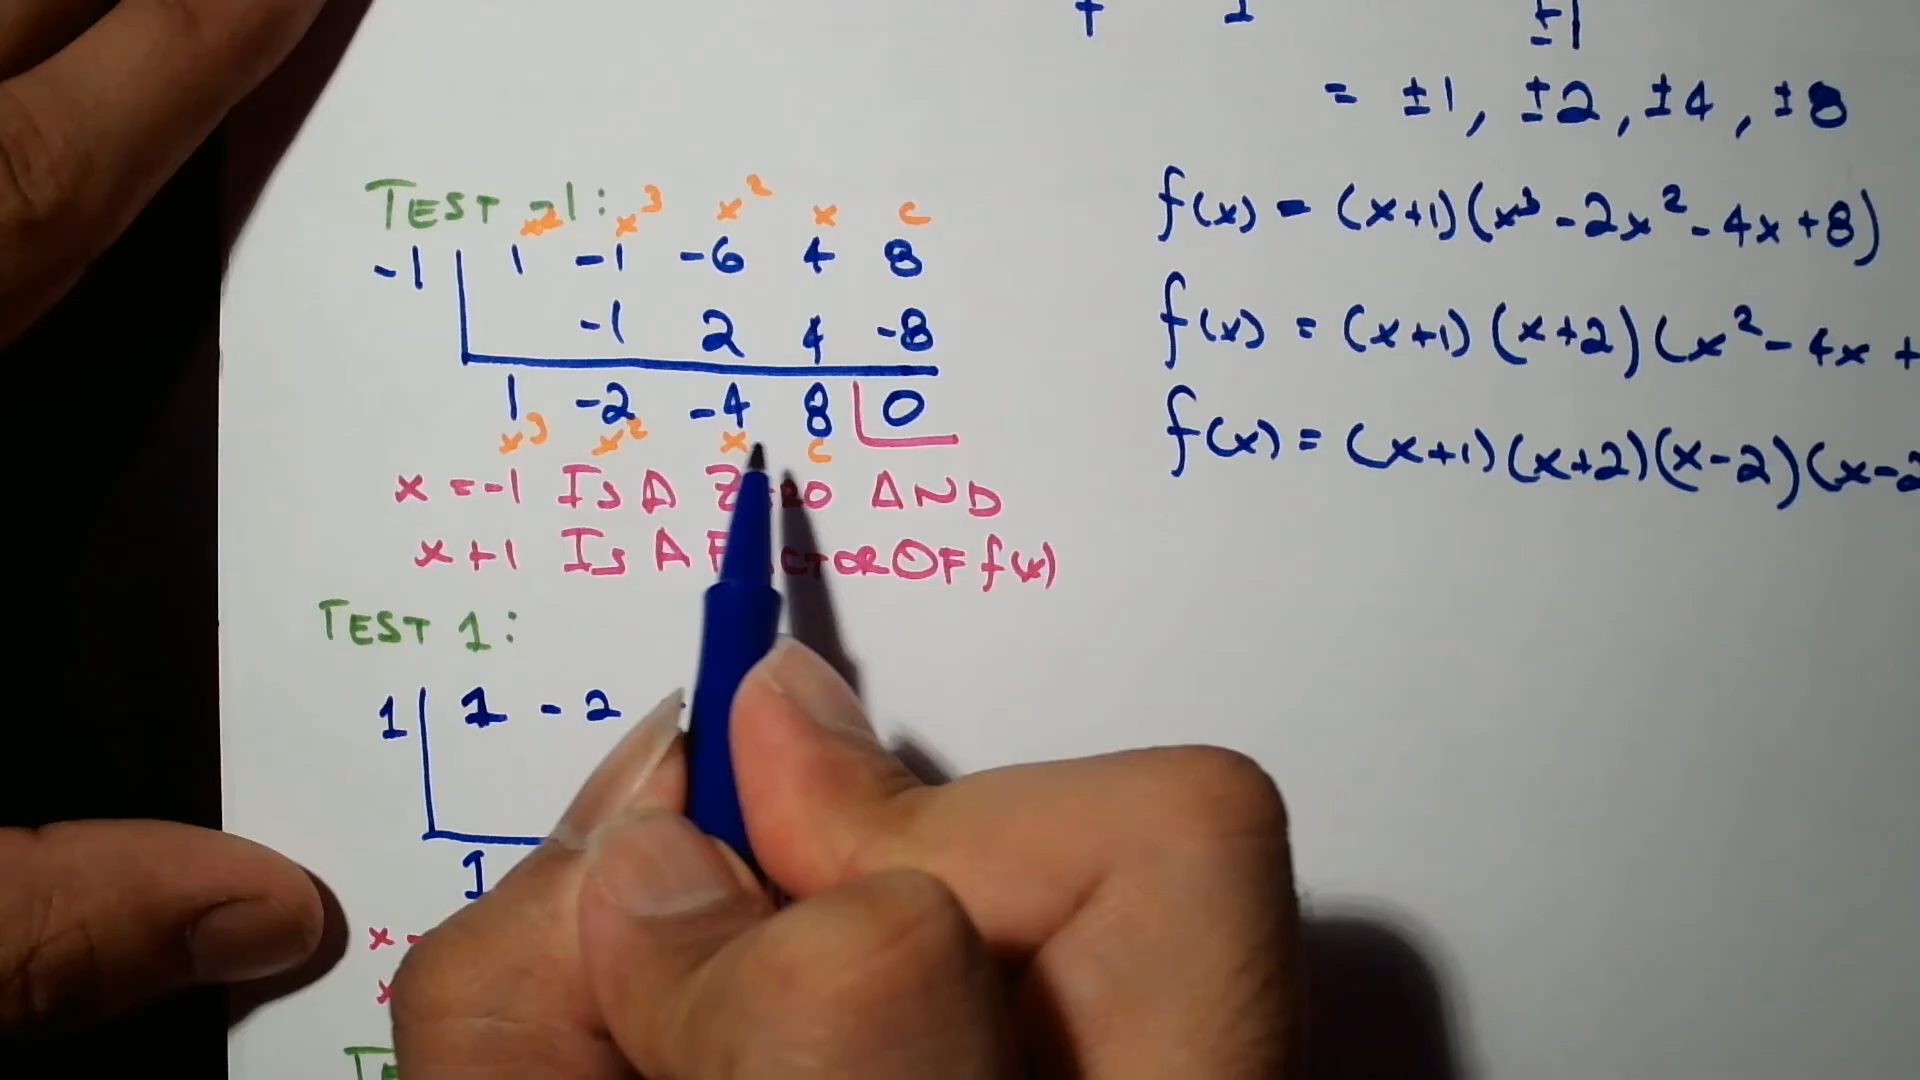 ±1
= ±1, ±2, ±4, ±8
TEST -1:
x³ x² x c
-1 1 -1 -6 4 8
-1 2 4 -8
1 -2 -4 8 0
x³ x² x c
x = -1 IS A ZERO AND
x+1 IS A FACTOR OF f(x)
TEST 1:
1 1 -2
1
x
x
f(x) = (x+1)(x³-2x²-4x+8)
f(x) = (x+1)(x+2)(x²-4x+
f(x) = (x+1)(x+2)(x-2)(x-2